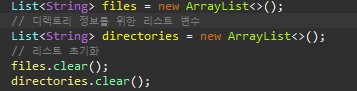 List<String> files = new ArrayList<>();
// 디렉토리 정보를 위한 리스트 변수
List<String> directories = new ArrayList<>();
// 리스트 초기화
files.clear();
directories.clear();